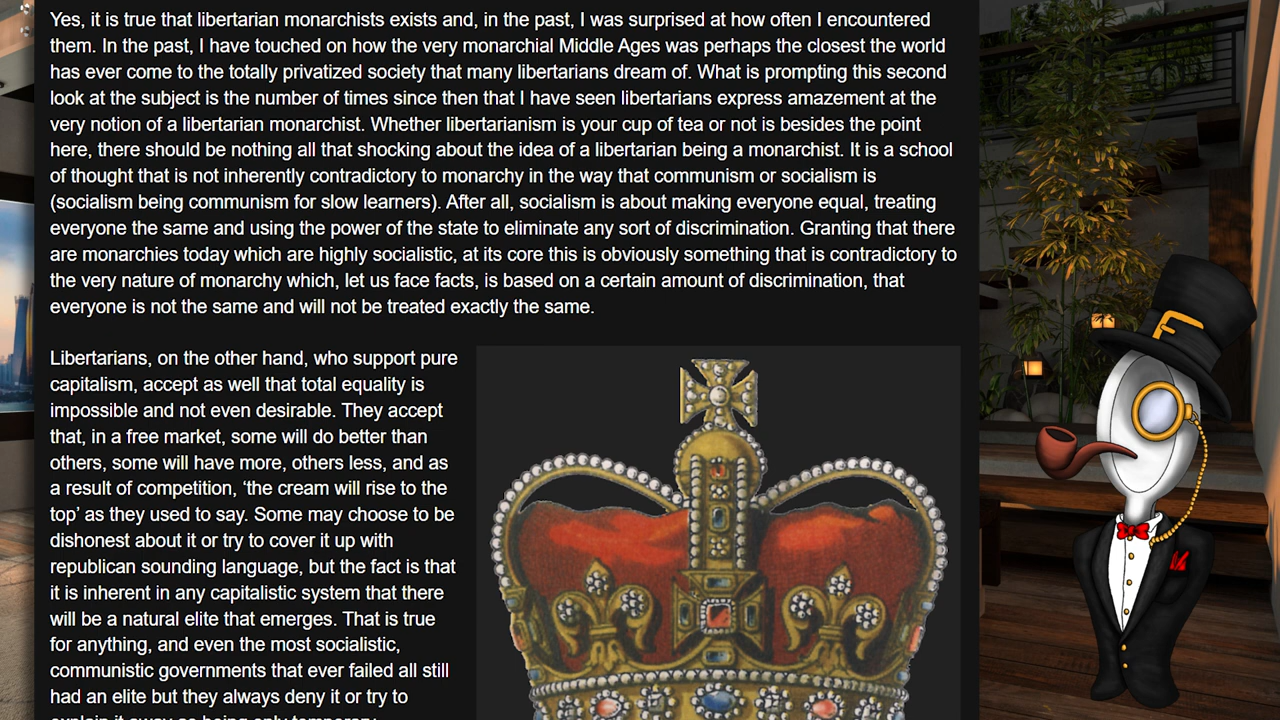 Yes, it is true that libertarian monarchists exists and, in the past, I was surprised at how often I encountered
them. In the past, I have touched on how the very monarchial Middle Ages was perhaps the closest the world
has ever come to the totally privatized society that many libertarians dream of. What is prompting this second
look at the subject is the number of times since then that I have seen libertarians express amazement at the
very notion of a libertarian monarchist. Whether libertarianism is your cup of tea or not is besides the point
here, there should be nothing all that shocking about the idea of a libertarian being a monarchist. It is a school
of thought that is not inherently contradictory to monarchy in the way that communism or socialism is
(socialism being communism for slow learners). After all, socialism is about making everyone equal, treating
everyone the same and using the power of the state to eliminate any sort of discrimination. Granting that there
are monarchies today which are highly socialistic, at its core this is obviously something that is contradictory to
the very nature of monarchy which, let us face facts, is based on a certain amount of discrimination, that
everyone is not the same and will not be treated exactly the same.
Libertarians, on the other hand, who support pure
capitalism, accept as well that total equality is
impossible and not even desirable. They accept
that, in a free market, some will do better than
others, some will have more, others less, and as
a result of competition, ‘the cream will rise to the
top’ as they used to say. Some may choose to be
dishonest about it or try to cover it up with
republican sounding language, but the fact is that
it is inherent in any capitalistic system that there
will be a natural elite that emerges. That is true
for anything, and even the most socialistic,
communistic governments that ever failed all still
had an elite but they always deny it or try to
explain it away as being only temporary
F